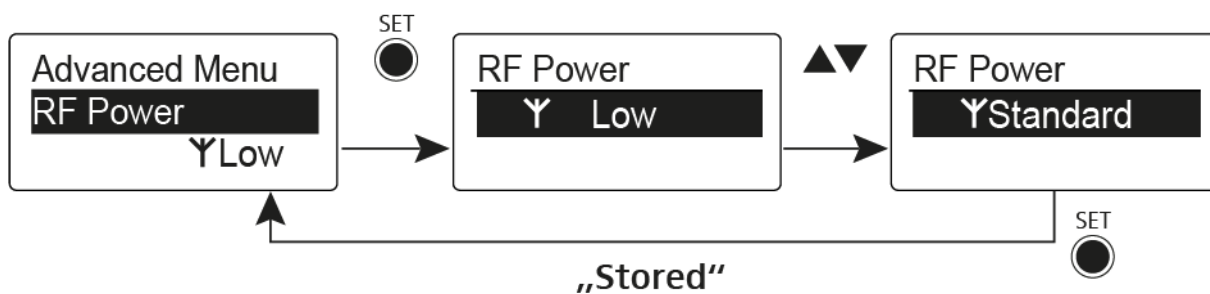 SET
Advanced Menu
RF Power
Low
RF Power
Low
RF Power
Standard
SET
„Stored“